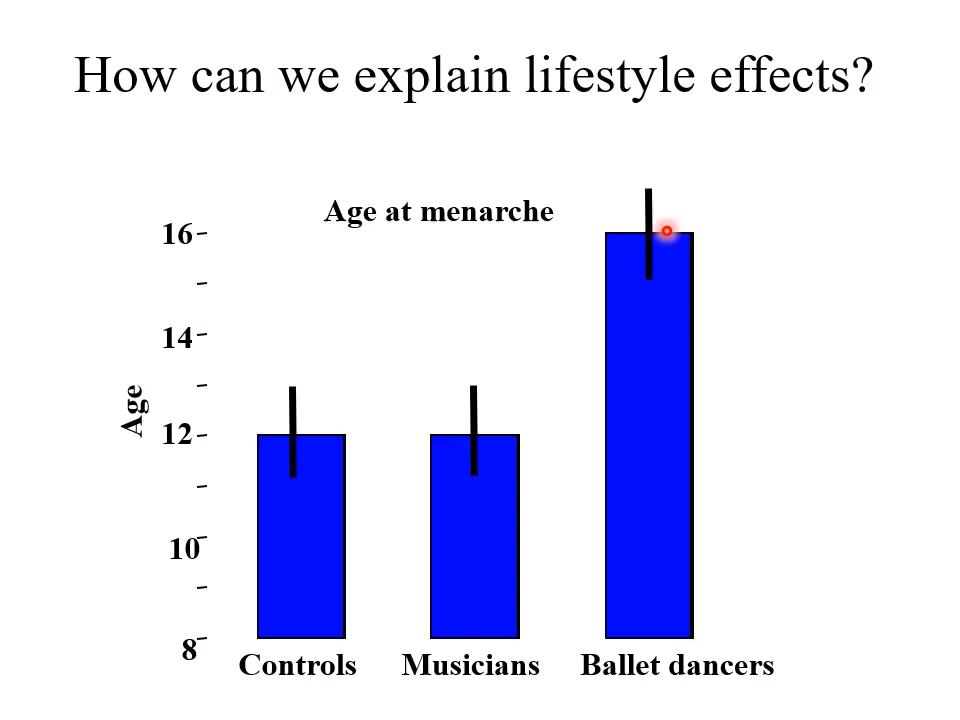 How can we explain lifestyle effects?
Age at menarche
16
14
Age
12
10
8
Controls Musicians Ballet dancers